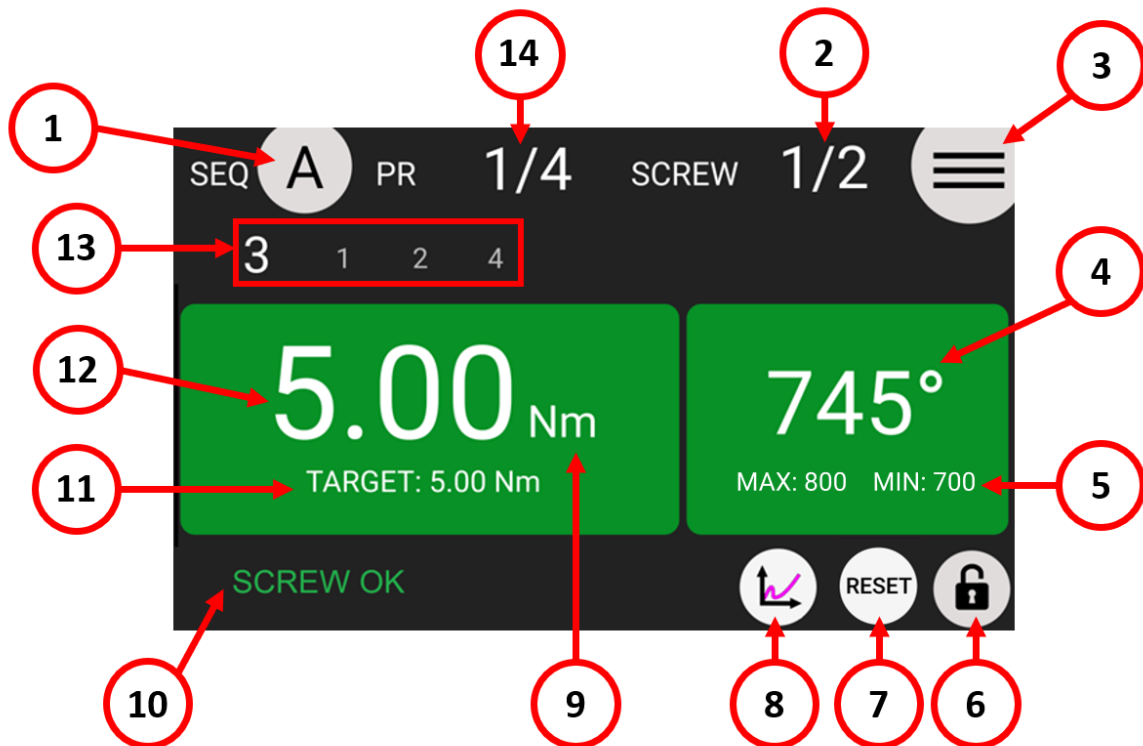 14 2 3
1
SEQ A PR 1/4 SCREW 1/2
13 3 1 2 4
4
12 5.00 Nm 745°
11 TARGET: 5.00 Nm MAX: 800 MIN: 700 5
SCREW OK RESET
10 9 8 7 6